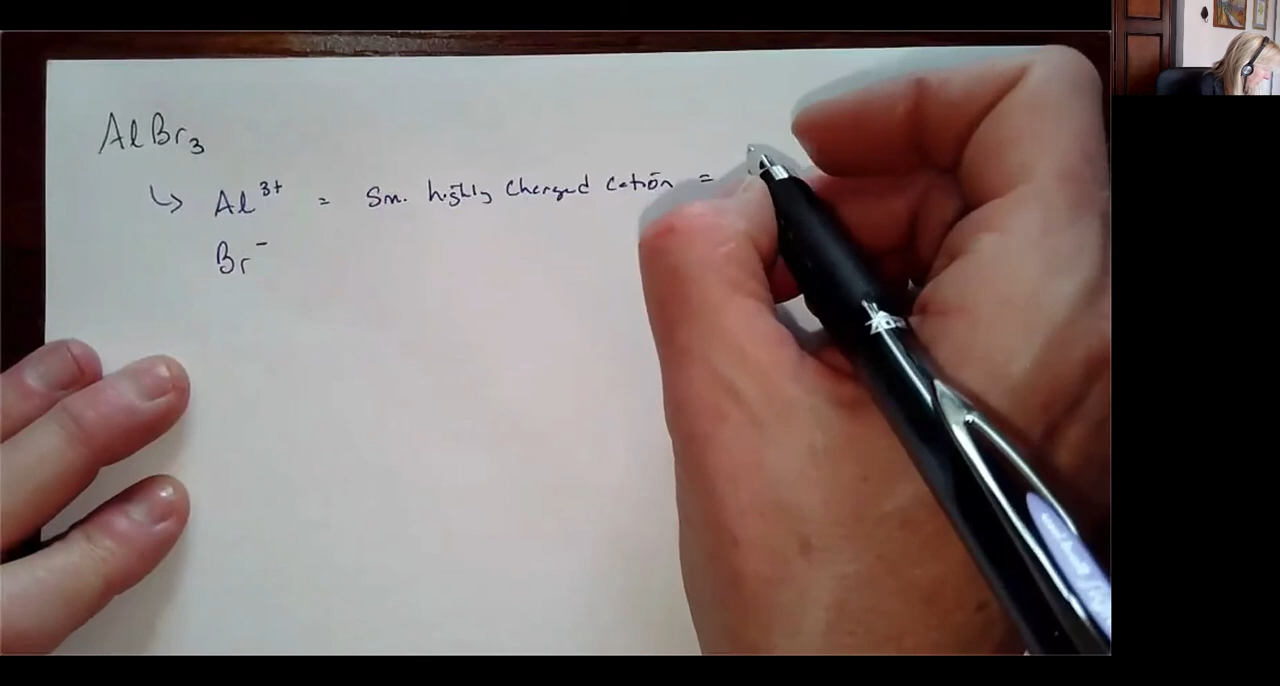 AlBr₃
↳ Al³⁺ = Sm. highly charged cation =
Br⁻